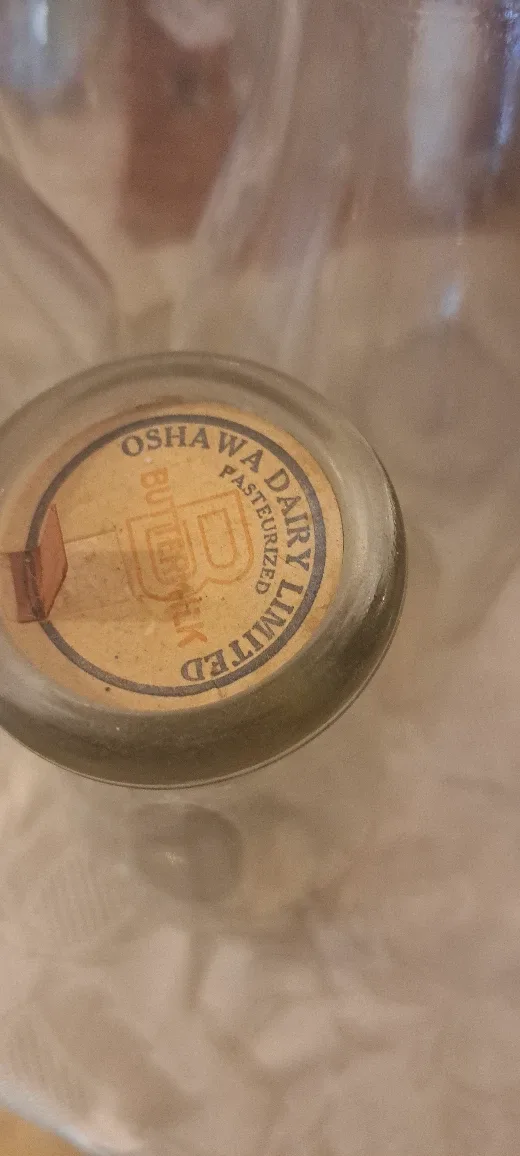 OSHAWA DAIRY LIMITED
PASTEURIZED
B
BUTTERMILK